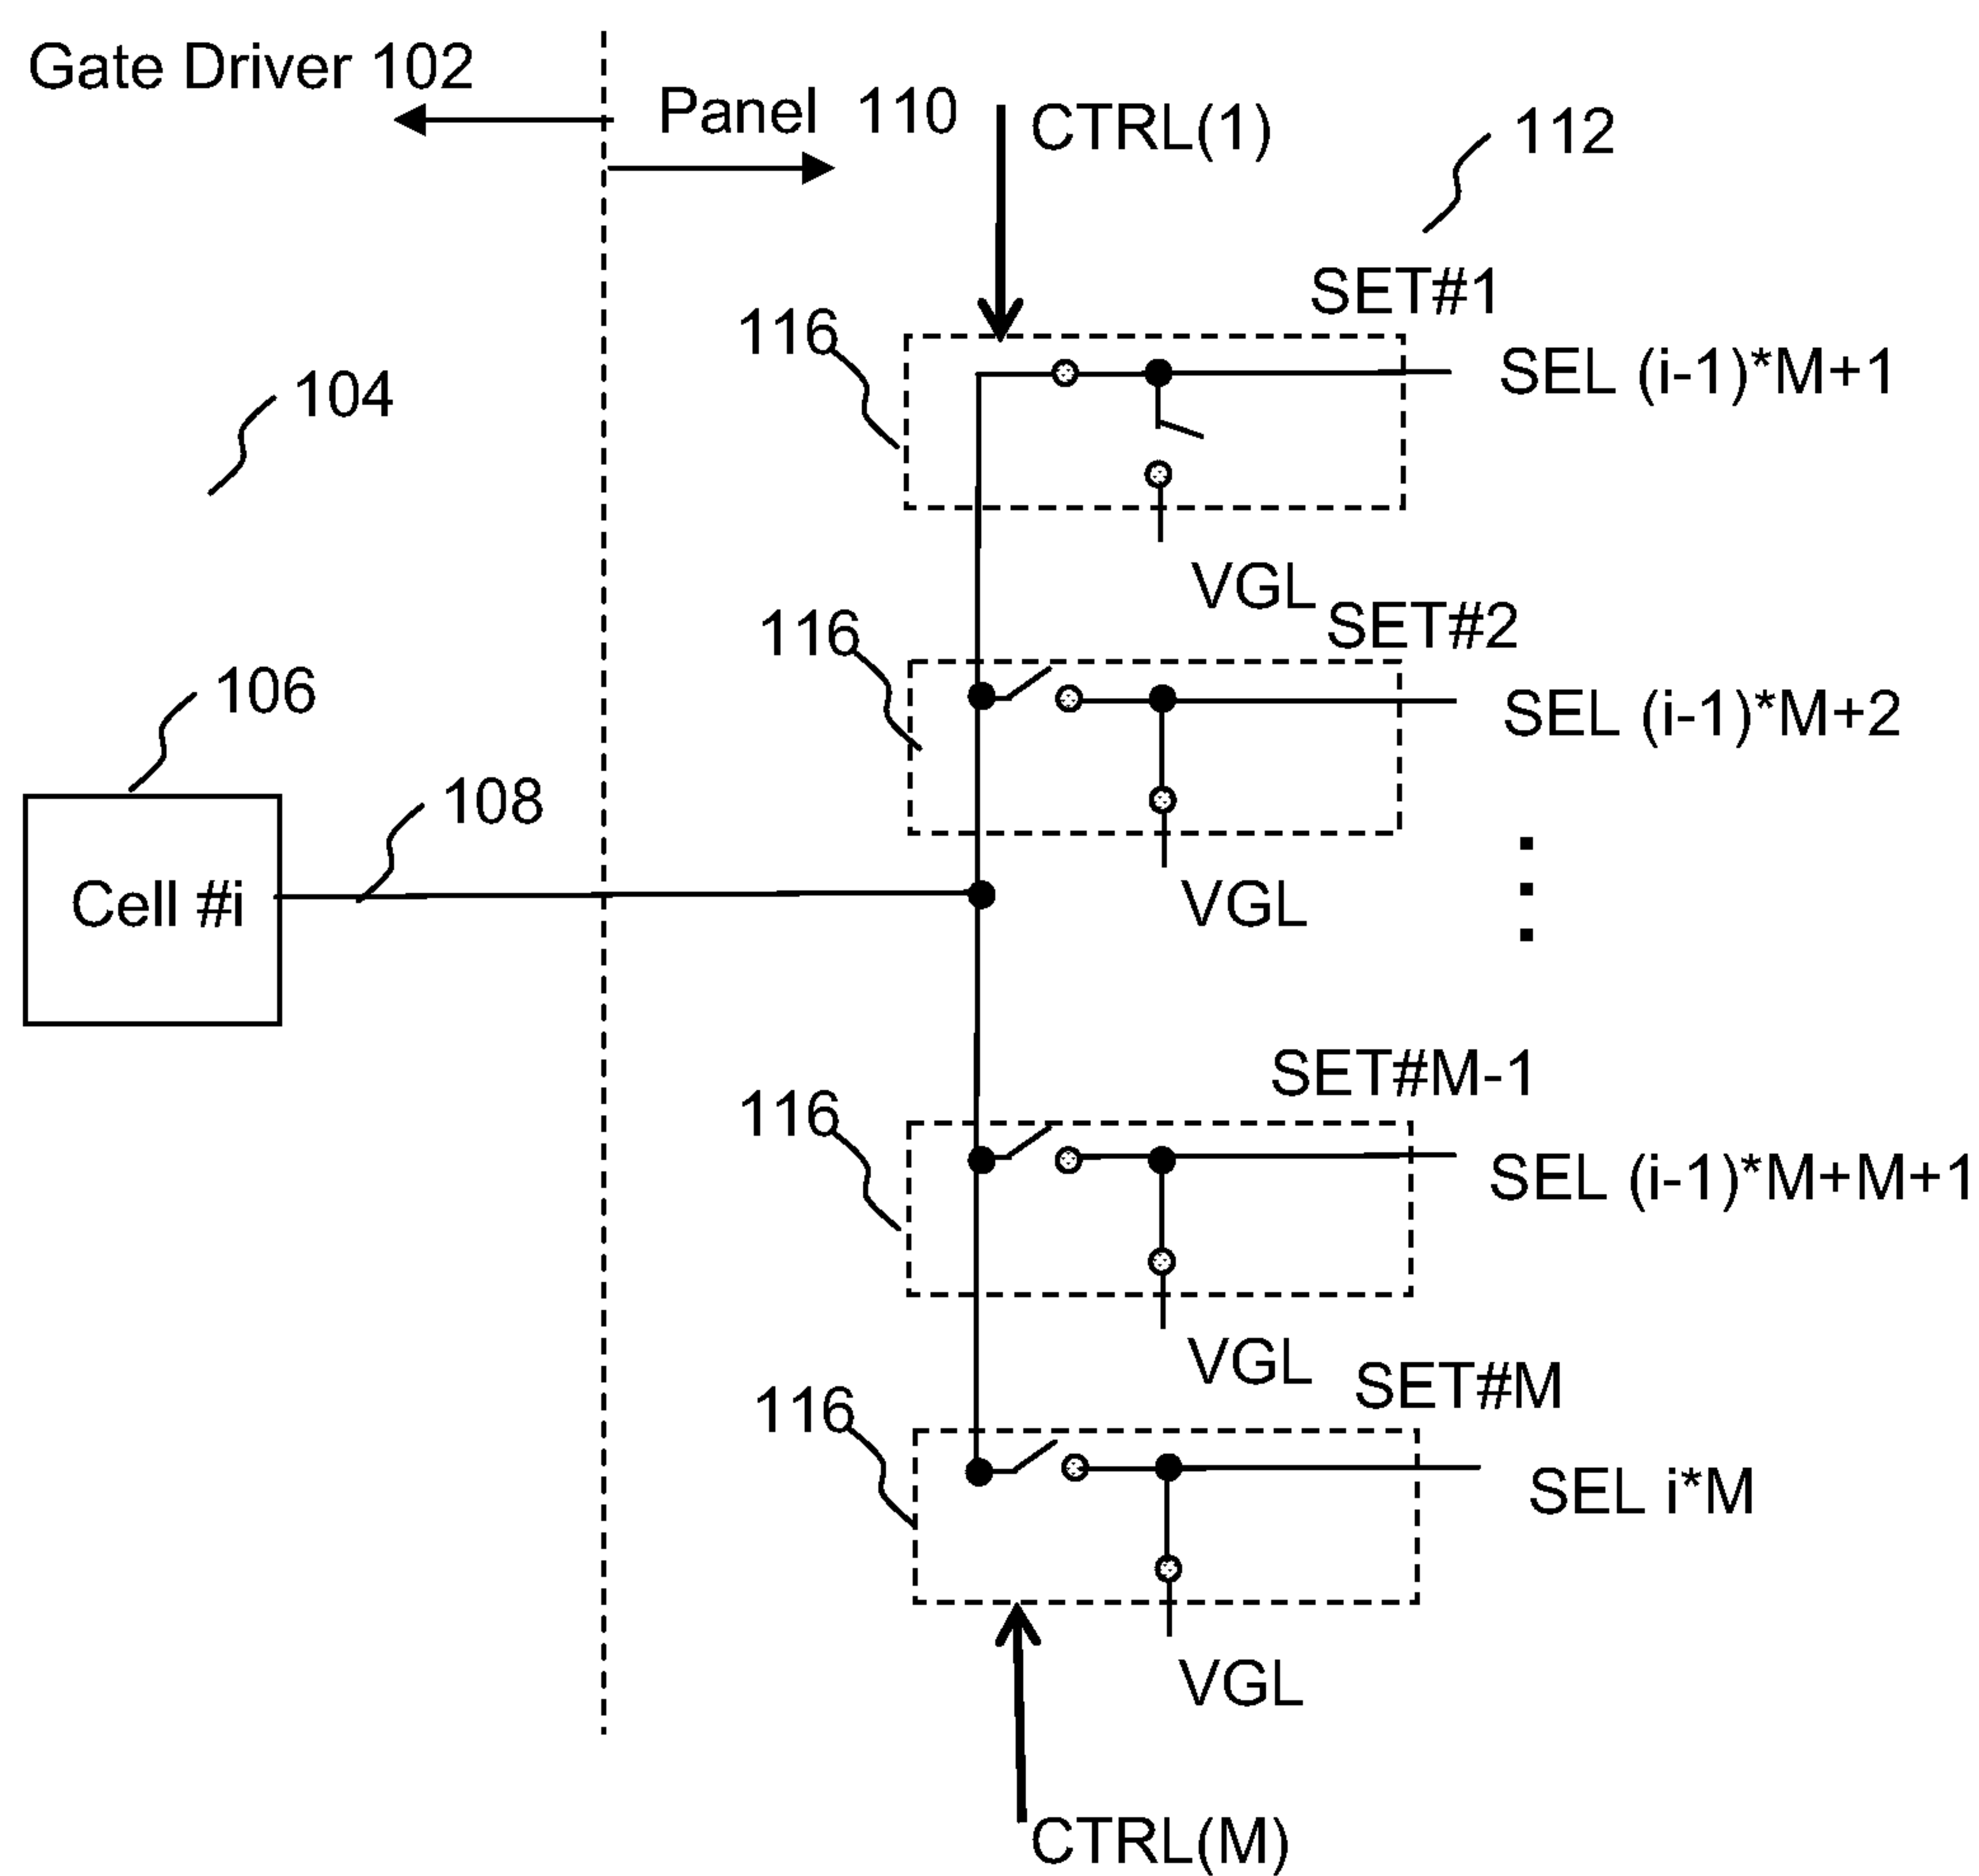 Gate Driver 102
Panel 110
CTRL(1)
112
SET#1
116
SEL (i-1)*M+1
104
VGL
SET#2
116
SEL (i-1)*M+2
106
108
Cell #i
VGL
SET#M-1
116
SEL (i-1)*M+M+1
VGL
SET#M
116
SEL i*M
VGL
CTRL(M)